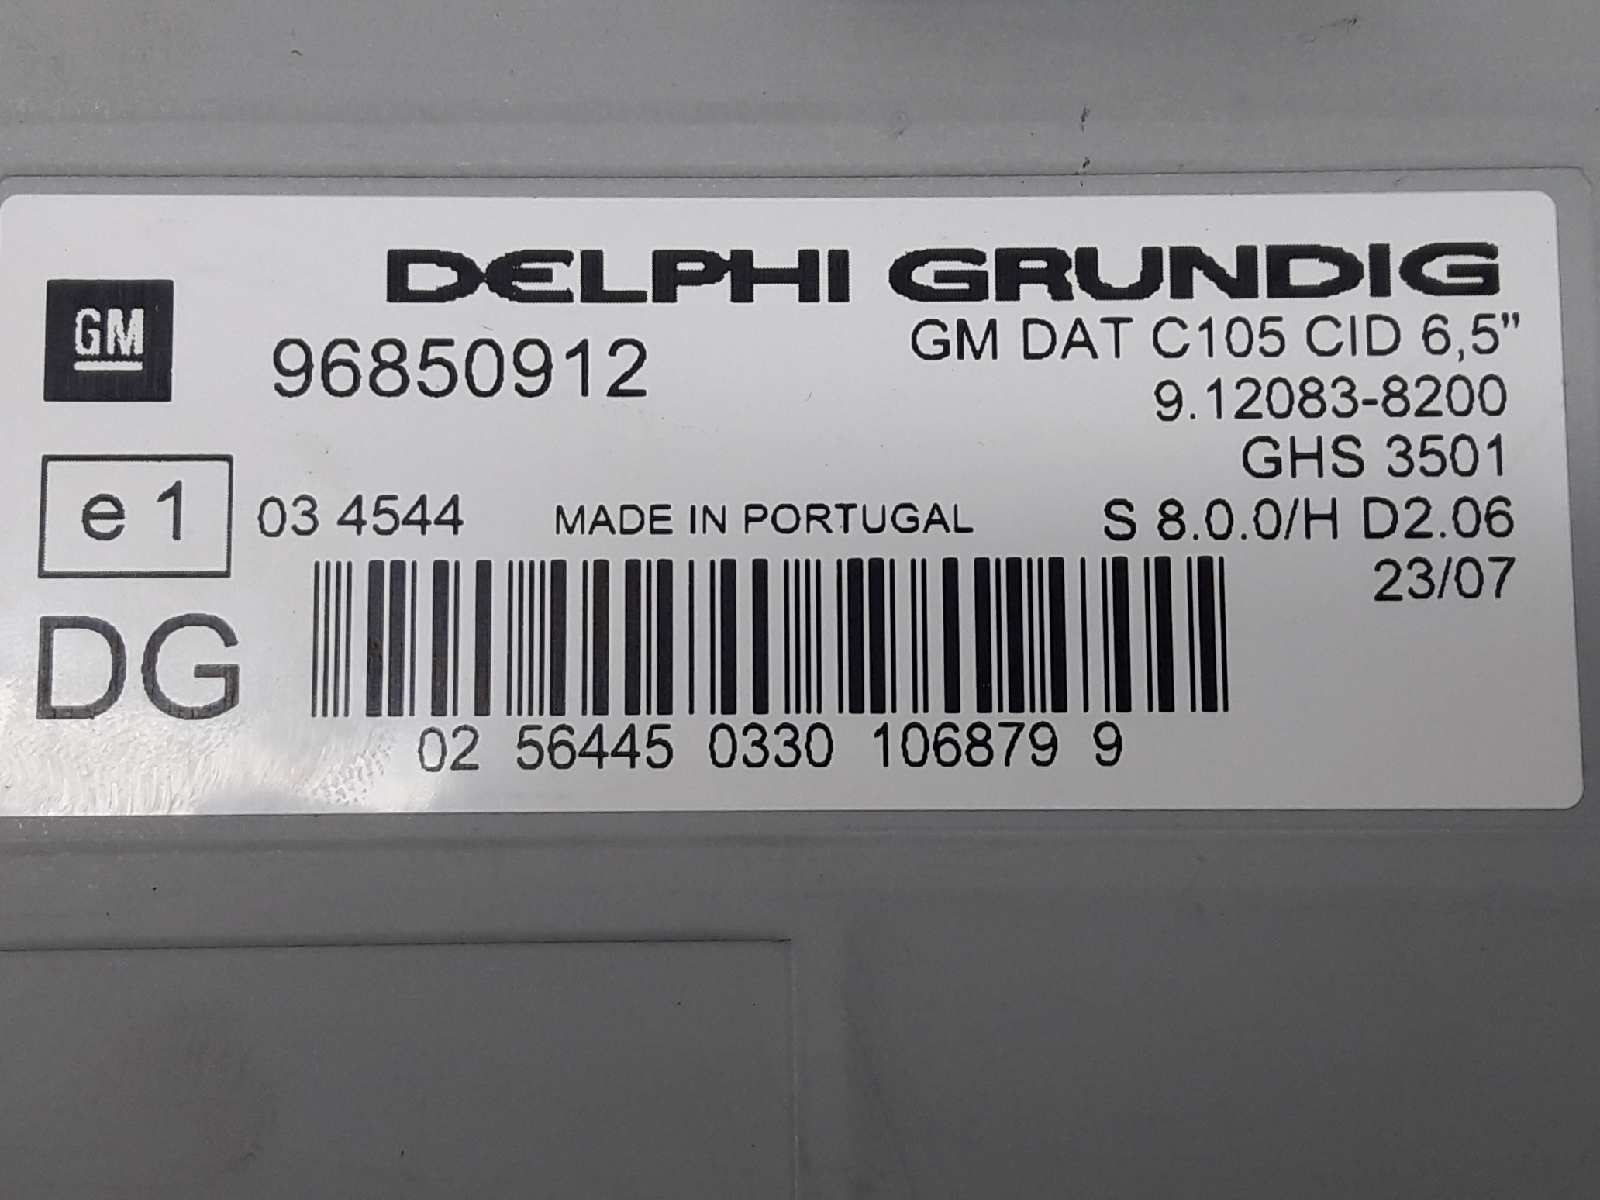 DELPHI GRUNDIG
GM
96850912
GM DAT C105 CID 6,5"
9.12083-8200
GHS 3501
e1
03 4544
MADE IN PORTUGAL
S 8.0.0/H D2.06
23/07
DG
02 56445 0330 106879 9